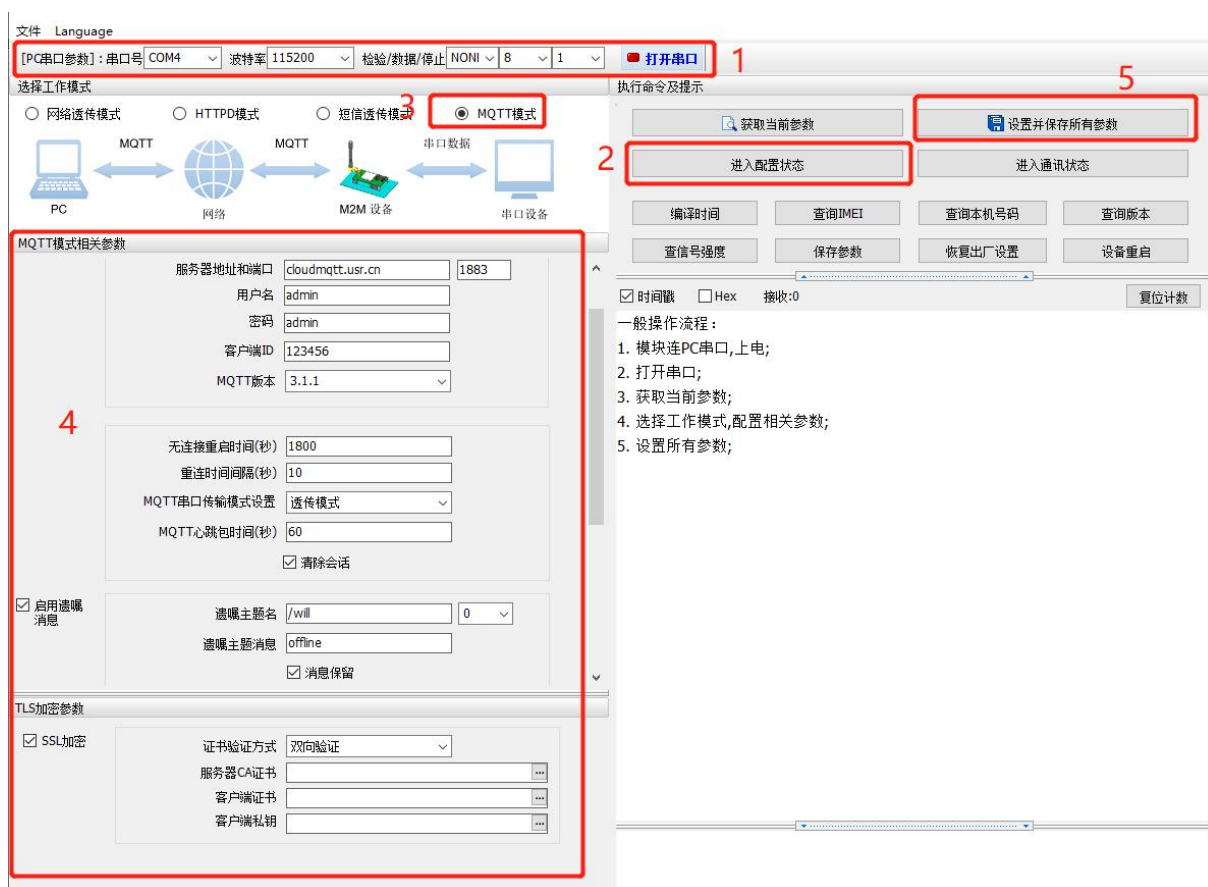 文件 Language
[PC串口参数]:串口号 COM4 波特率 115200 检验/数据/停止 NONI 8 1 打开串口 1
选择工作模式
网络透传模式 HTTPD模式 短信透传模式 3 MQTT模式
MQTT MQTT 串口数据
PC 网络 M2M 设备 串口设备
MQTT模式相关参数
服务器地址和端口 cloudmqtt.usr.cn 1883
用户名 admin
密码 admin
客户端ID 123456
MQTT版本 3.1.1
4
无连接重启时间(秒) 1800
重连时间间隔(秒) 10
MQTT串口传输模式设置 透传模式
MQTT心跳包时间(秒) 60
清除会话
启用遗嘱
消息
遗嘱主题名 /will 0
遗嘱主题消息 offline
消息保留
TLS加密参数
SSL加密
证书验证方式 双向验证
服务器CA证书 ...
客户端证书 ...
客户端私钥 ...
执行命令及提示
5
获取当前参数 设置并保存所有参数
2 进入配置状态 进入通讯状态
编译时间 查询IMEI 查询本机号码 查询版本
查信号强度 保存参数 恢复出厂设置 设备重启
时间戳 Hex 接收:0 复位计数
一般操作流程:
1. 模块连PC串口,上电;
2. 打开串口;
3. 获取当前参数;
4. 选择工作模式,配置相关参数;
5. 设置所有参数;